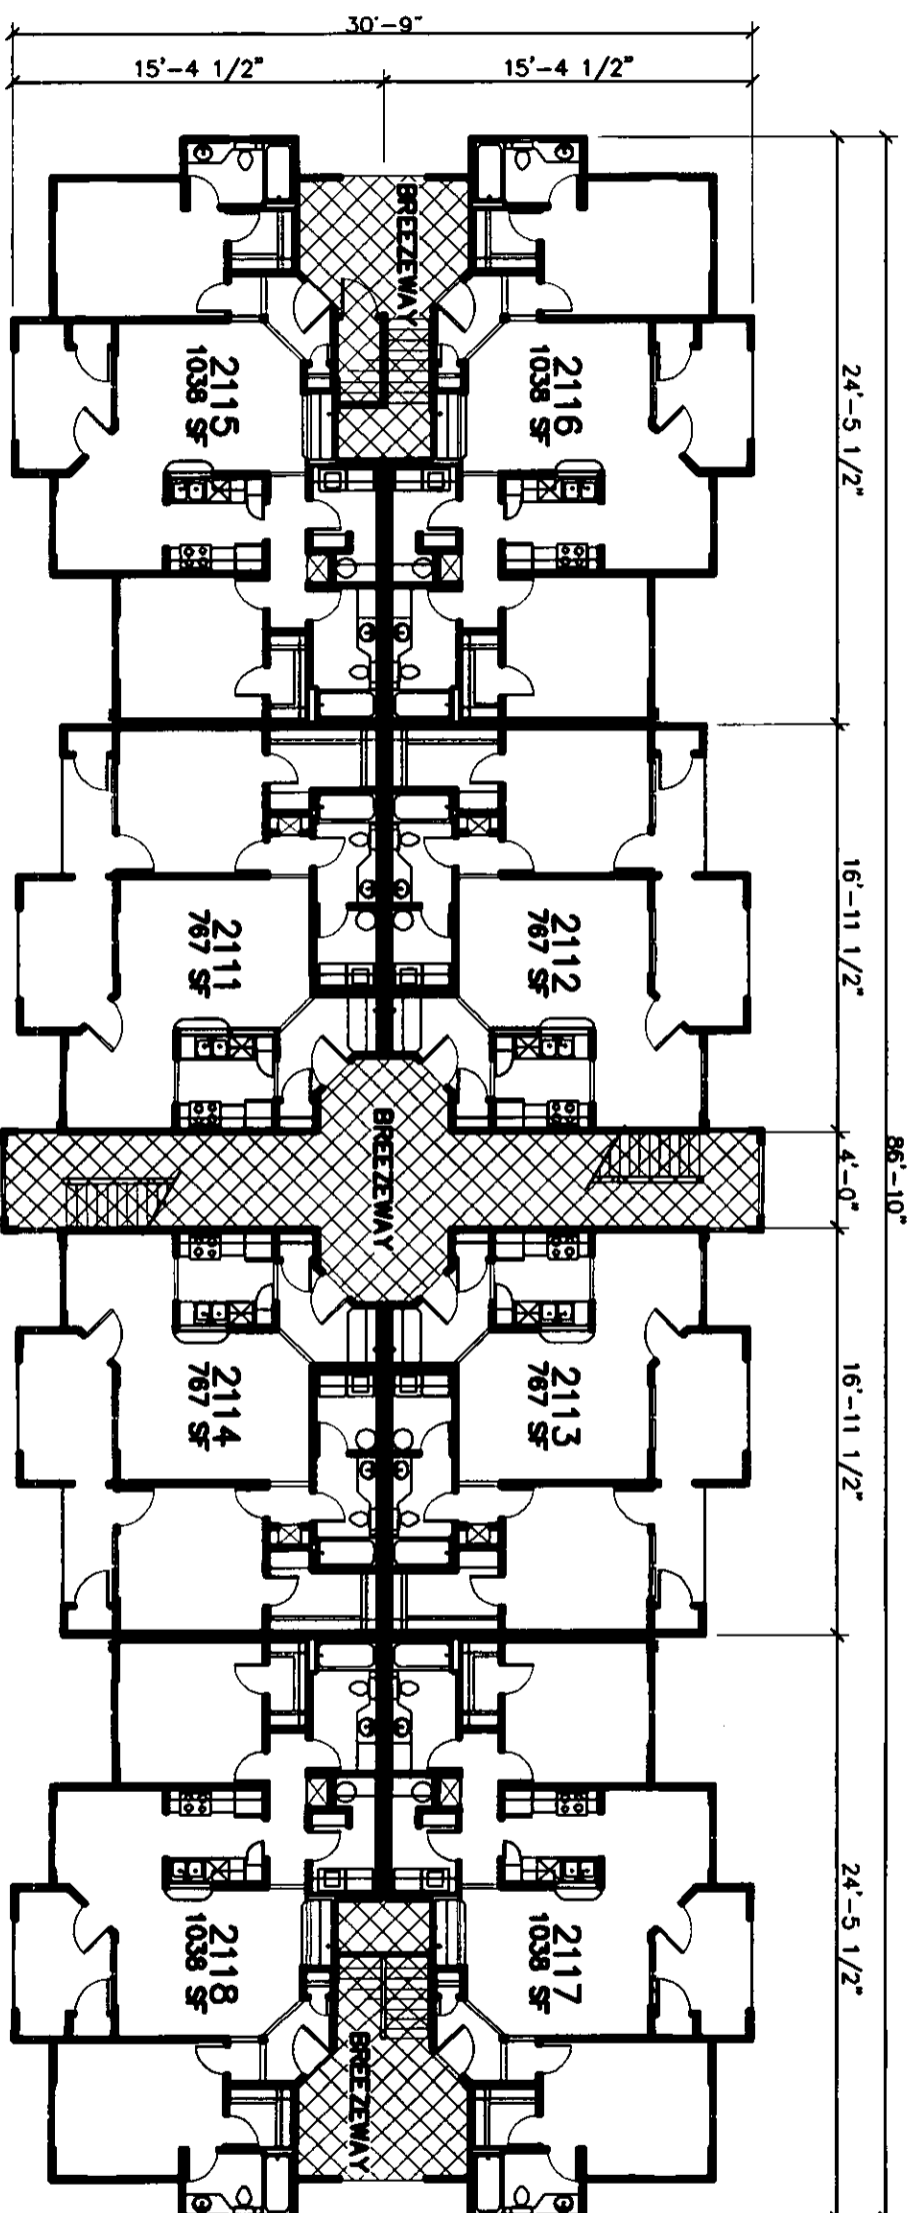 30'-9"
15'-4 1/2"
15'-4 1/2"
BREEZEWAY
2115
1038 SF
2116
1038 SF
24'-5 1/2"
2111
767 SF
2112
767 SF
16'-11 1/2"
BREEZEWAY
4'-0"
86'-10"
2114
767 SF
2113
767 SF
16'-11 1/2"
2118
1038 SF
2117
1038 SF
24'-5 1/2"
BREEZEWAY